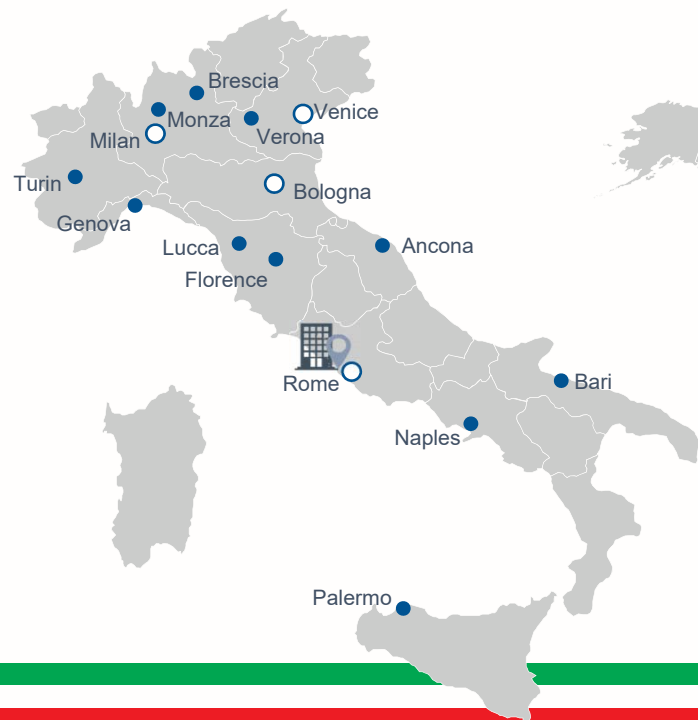 Brescia
Venice
Monza
Verona
Milan
Turin
Bologna
Genova
Lucca
Ancona
Florence
Rome
Bari
Naples
Palermo